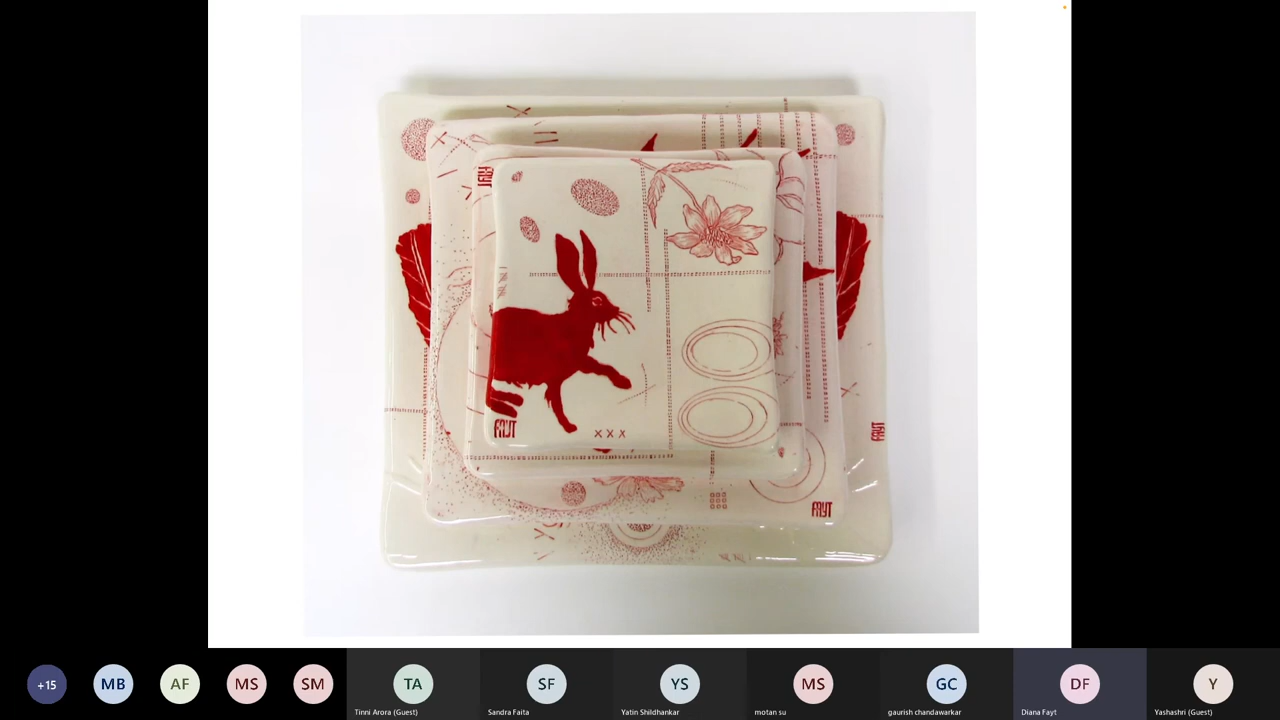 FAYT
FAYT
FAYT
FAYT
XXX
+15
MB
AF
MS
SM
TA
SF
YS
MS
GC
DF
Y
Tinni Arora (Guest)
Sandra Faita
Yatin Shildhankar
motan su
gaurish chandawarkar
Diana Fayt
Yashashri (Guest)